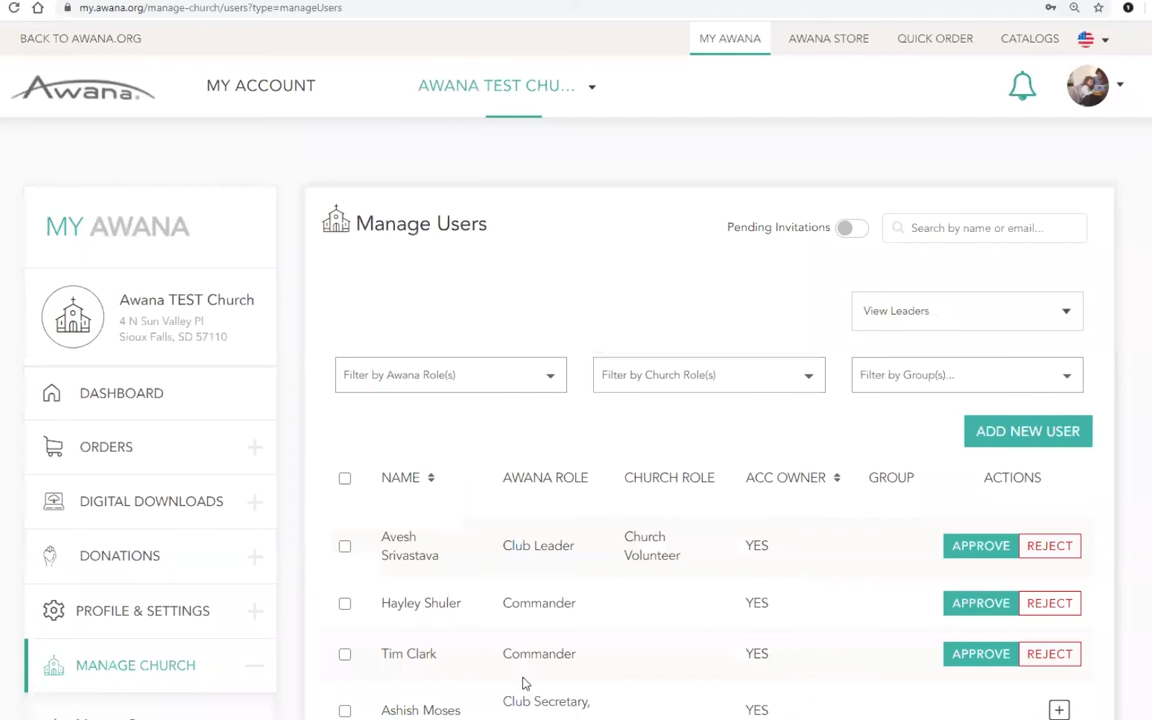 my.awana.org/manage-church/users?type=manageUsers
BACK TO AWANA.ORG
MY AWANA
AWANA STORE
QUICK ORDER
CATALOGS
Awana.
MY ACCOUNT
AWANA TEST CHU...
MY AWANA
Awana TEST Church
4 N Sun Valley Pl
Sioux Falls, SD 57110
DASHBOARD
ORDERS
DIGITAL DOWNLOADS
DONATIONS
PROFILE & SETTINGS
MANAGE CHURCH
Manage Users
Pending Invitations
Search by name or email...
View Leaders
Filter by Awana Role(s)
Filter by Church Role(s)
Filter by Group(s)...
ADD NEW USER
NAME AWANA ROLE CHURCH ROLE ACC OWNER GROUP ACTIONS
Avesh Srivastava Club Leader Church Volunteer YES APPROVE REJECT
Hayley Shuler Commander YES APPROVE REJECT
Tim Clark Commander YES APPROVE REJECT
Ashish Moses Club Secretary, YES